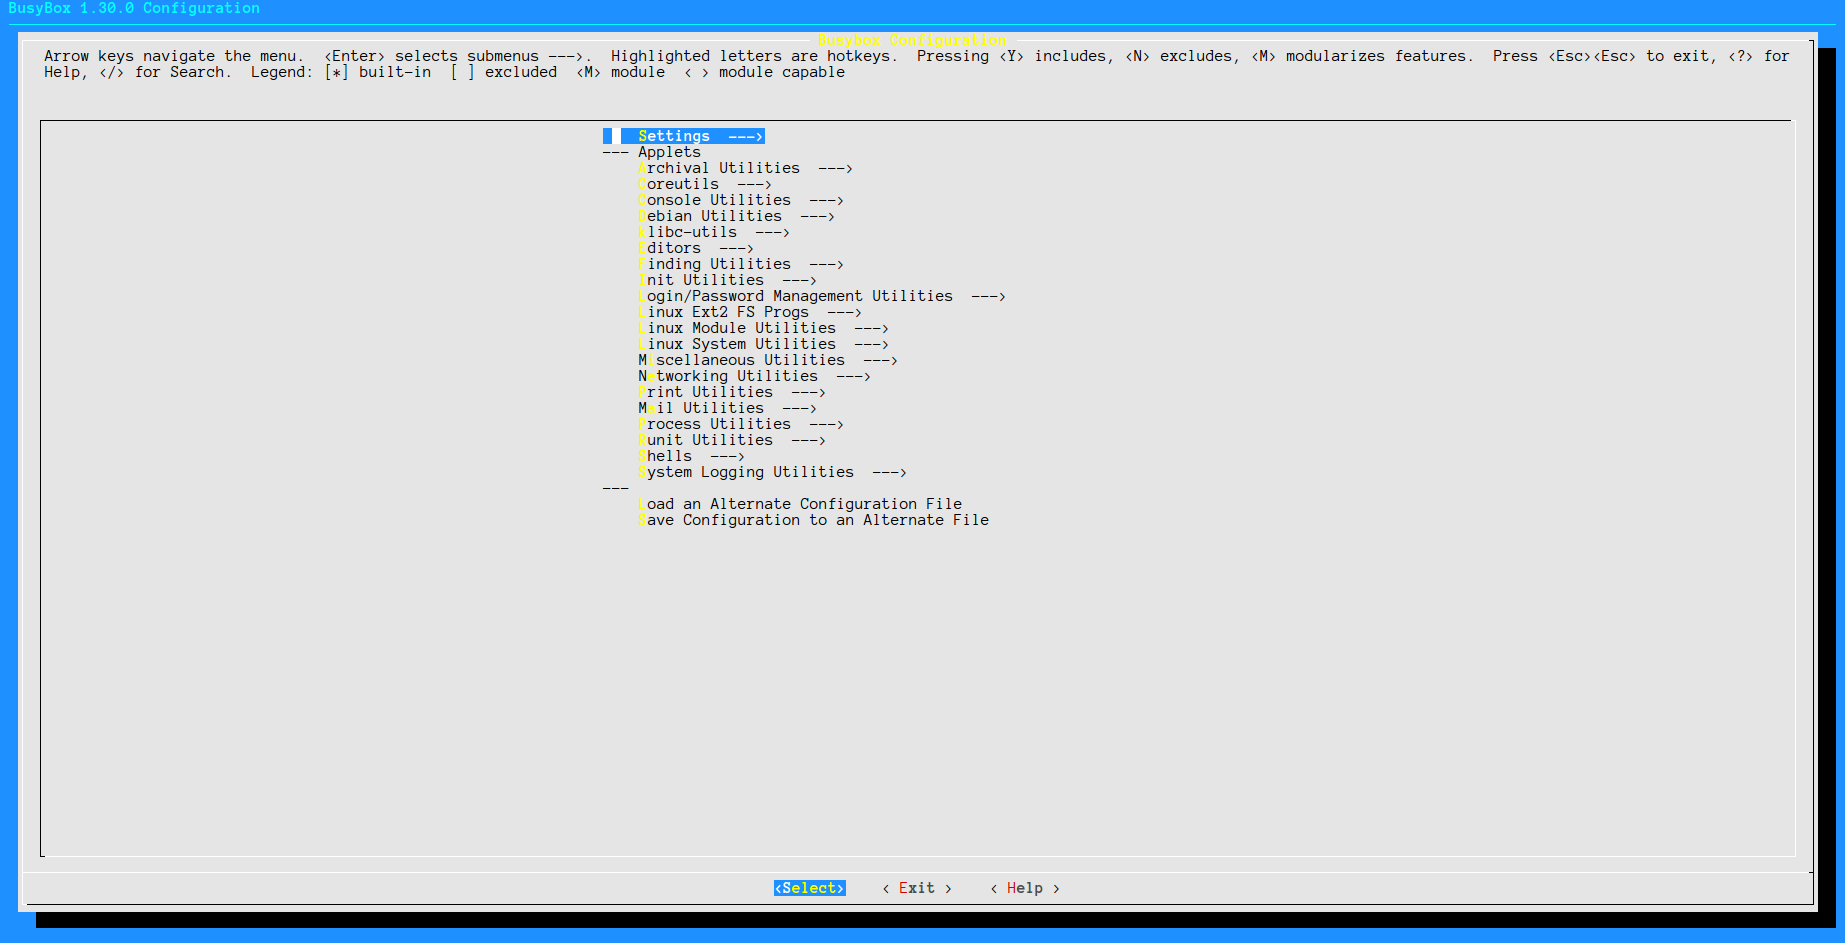 BusyBox 1.30.0 Configuration
Busybox Configuration
Arrow keys navigate the menu.  <Enter> selects submenus --->.  Highlighted letters are hotkeys.  Pressing <Y> includes, <N> excludes, <M> modularizes features.  Press <Esc><Esc> to exit, <?> for
Help, </> for Search.  Legend: [*] built-in  [ ] excluded  <M> module  < > module capable
Settings  --->
--- Applets
Archival Utilities  --->
Coreutils  --->
Console Utilities  --->
Debian Utilities  --->
klibc-utils  --->
Editors  --->
Finding Utilities  --->
Init Utilities  --->
Login/Password Management Utilities  --->
Linux Ext2 FS Progs  --->
Linux Module Utilities  --->
Linux System Utilities  --->
Miscellaneous Utilities  --->
Networking Utilities  --->
Print Utilities  --->
Mail Utilities  --->
Process Utilities  --->
Runit Utilities  --->
Shells  --->
System Logging Utilities  --->
---
Load an Alternate Configuration File
Save Configuration to an Alternate File
<Select>    < Exit >    < Help >